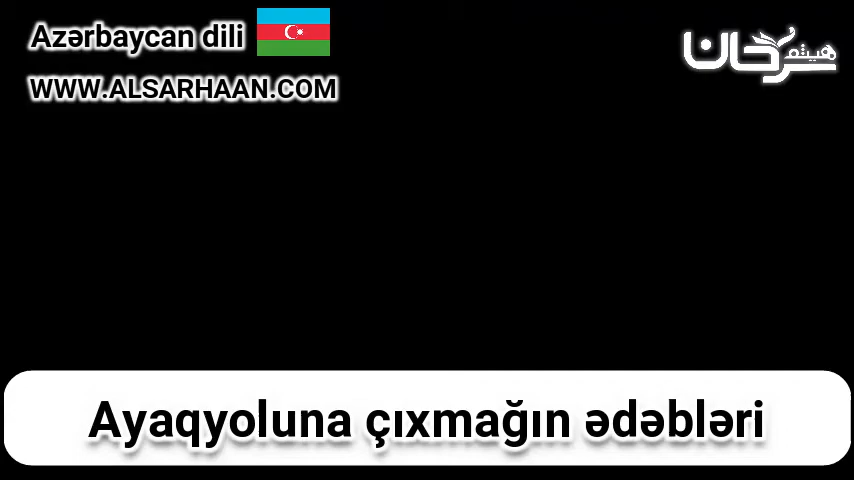 Azərbaycan dili
WWW.ALSARHAAN.COM
هيثم سرحان
Ayaqyoluna çıxmağın ədəbləri